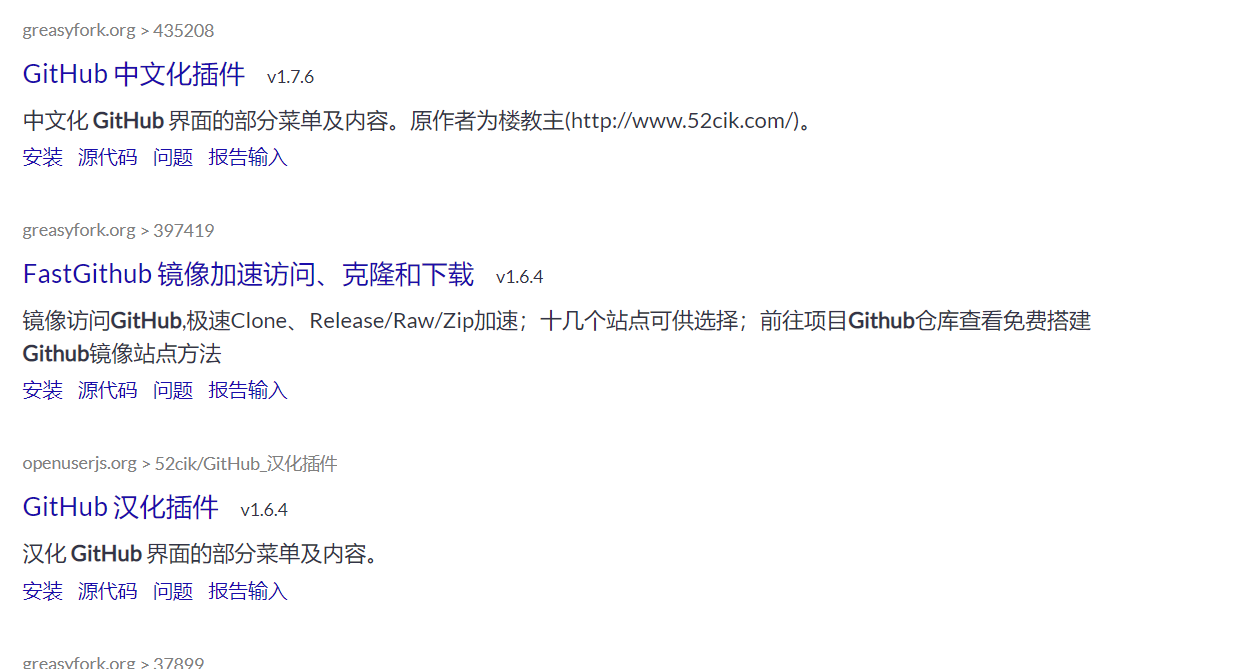 greasyfork.org > 435208
GitHub 中文化插件 v1.7.6
中文化 GitHub 界面的部分菜单及内容。原作者为楼教主(http://www.52cik.com/)。
安装 源代码 问题 报告输入
greasyfork.org > 397419
FastGithub 镜像加速访问、克隆和下载 v1.6.4
镜像访问GitHub,极速Clone、Release/Raw/Zip加速；十几个站点可供选择；前往项目Github仓库查看免费搭建
Github镜像站点方法
安装 源代码 问题 报告输入
openuserjs.org > 52cik/GitHub_汉化插件
GitHub 汉化插件 v1.6.4
汉化 GitHub 界面的部分菜单及内容。
安装 源代码 问题 报告输入
greasyfork.org > 37899